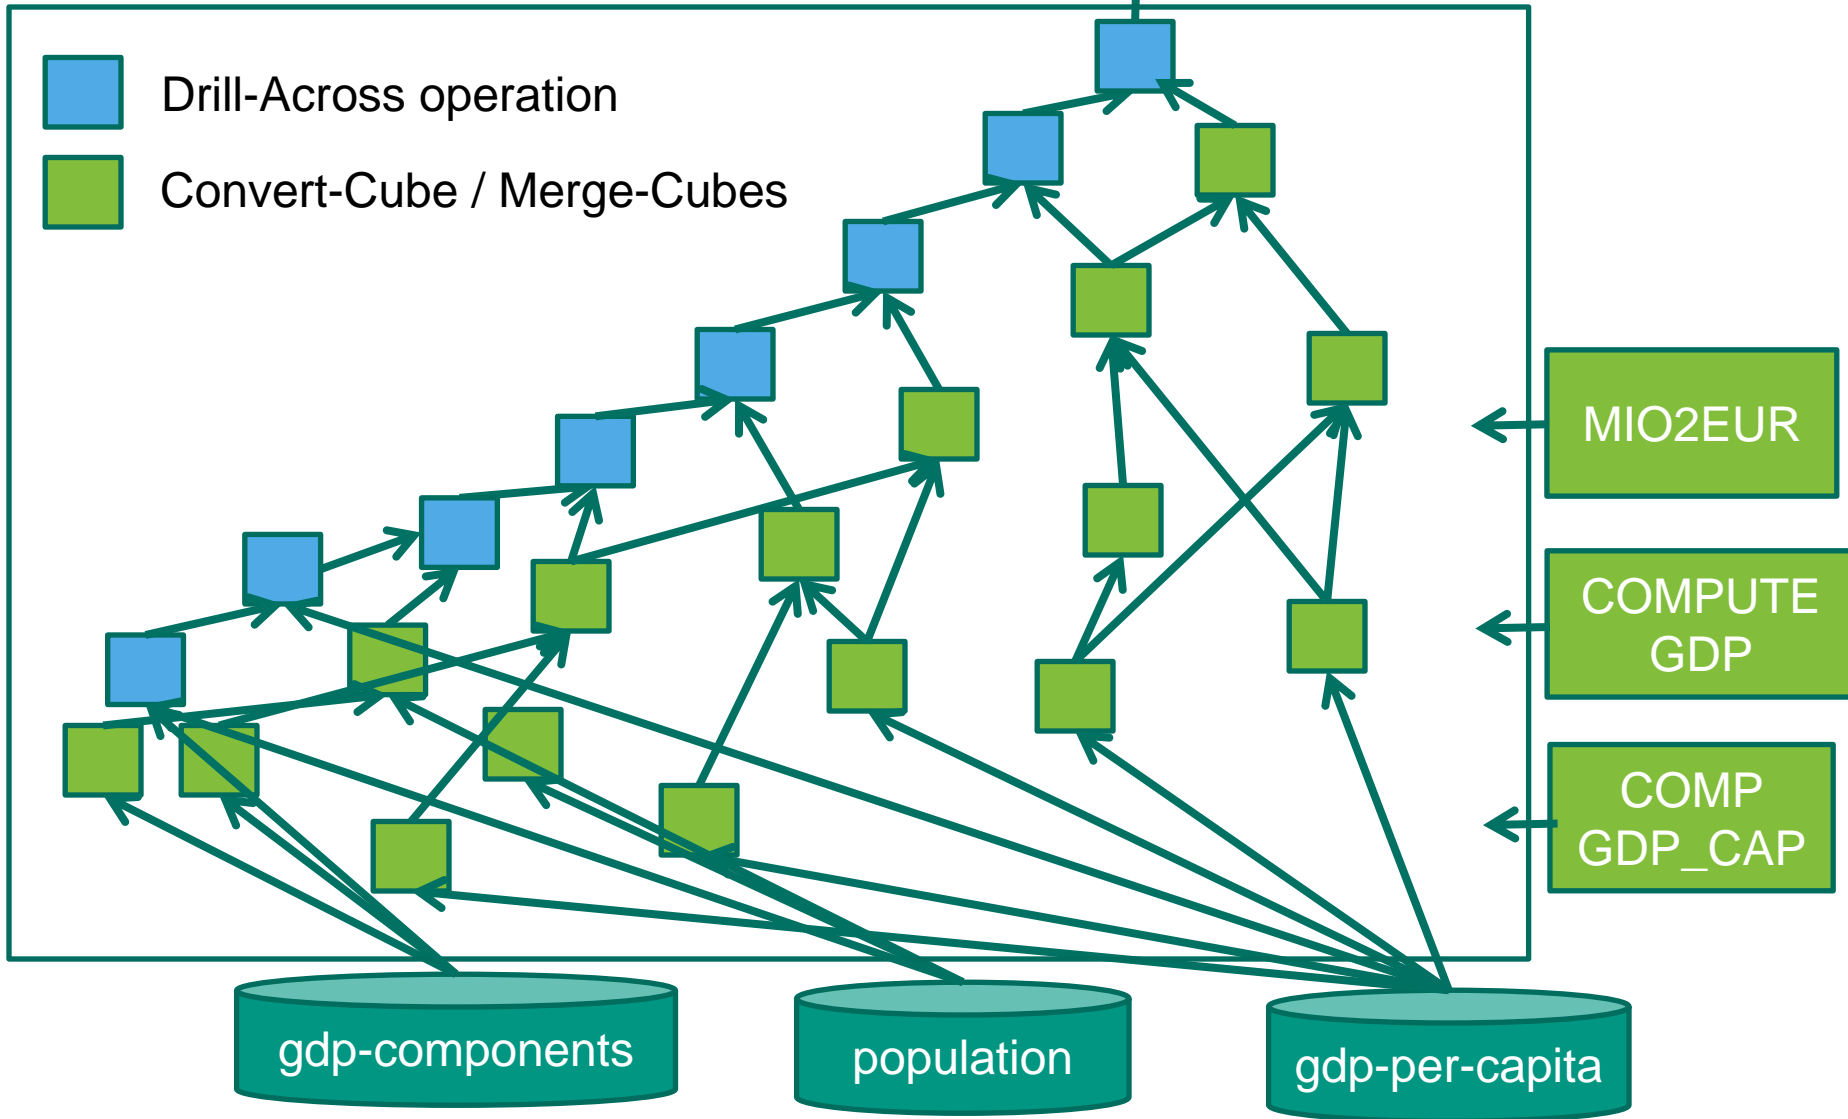 Drill-Across operation
Convert-Cube / Merge-Cubes
MIO2EUR
COMPUTE
GDP
COMP
GDP_CAP
gdp-components
population
gdp-per-capita